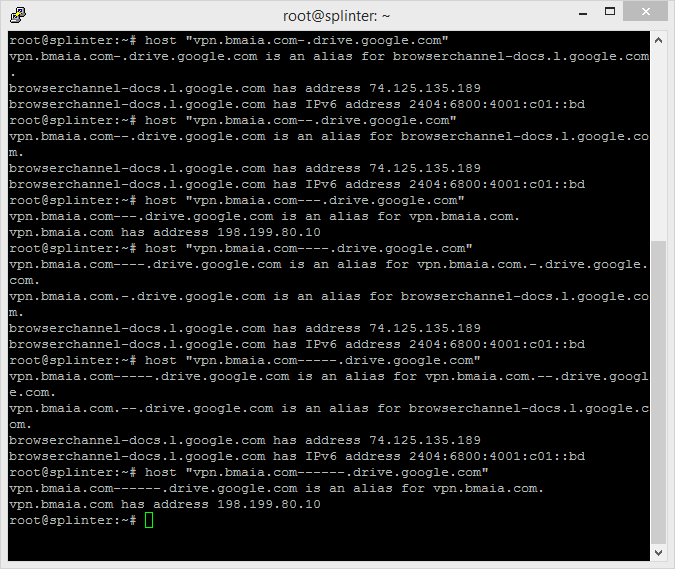 root@splinter: ~
root@splinter:~# host "vpn.bmaia.com-.drive.google.com"
vpn.bmaia.com-.drive.google.com is an alias for browserchannel-docs.l.google.com
.
browserchannel-docs.l.google.com has address 74.125.135.189
browserchannel-docs.l.google.com has IPv6 address 2404:6800:4001:c01::bd
root@splinter:~# host "vpn.bmaia.com--.drive.google.com"
vpn.bmaia.com--.drive.google.com is an alias for browserchannel-docs.l.google.co
m.
browserchannel-docs.l.google.com has address 74.125.135.189
browserchannel-docs.l.google.com has IPv6 address 2404:6800:4001:c01::bd
root@splinter:~# host "vpn.bmaia.com---.drive.google.com"
vpn.bmaia.com---.drive.google.com is an alias for vpn.bmaia.com.
vpn.bmaia.com has address 198.199.80.10
root@splinter:~# host "vpn.bmaia.com----.drive.google.com"
vpn.bmaia.com----.drive.google.com is an alias for vpn.bmaia.com.-.drive.google.
com.
vpn.bmaia.com.-.drive.google.com is an alias for browserchannel-docs.l.google.co
m.
browserchannel-docs.l.google.com has address 74.125.135.189
browserchannel-docs.l.google.com has IPv6 address 2404:6800:4001:c01::bd
root@splinter:~# host "vpn.bmaia.com-----.drive.google.com"
vpn.bmaia.com-----.drive.google.com is an alias for vpn.bmaia.com.--.drive.googl
e.com.
vpn.bmaia.com.--.drive.google.com is an alias for browserchannel-docs.l.google.c
om.
browserchannel-docs.l.google.com has address 74.125.135.189
browserchannel-docs.l.google.com has IPv6 address 2404:6800:4001:c01::bd
root@splinter:~# host "vpn.bmaia.com------.drive.google.com"
vpn.bmaia.com------.drive.google.com is an alias for vpn.bmaia.com.
vpn.bmaia.com has address 198.199.80.10
root@splinter:~#